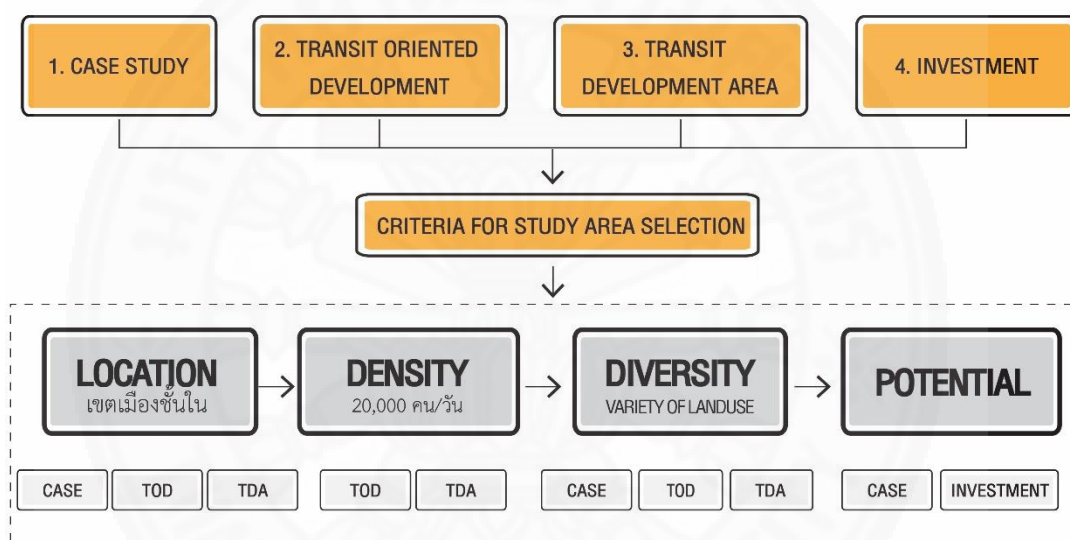 1. CASE STUDY
2. TRANSIT ORIENTED
DEVELOPMENT
3. TRANSIT
DEVELOPMENT AREA
4. INVESTMENT
CRITERIA FOR STUDY AREA SELECTION
LOCATION
เขตเมืองชั้นใน
DENSITY
20,000 คน/วัน
DIVERSITY
VARIETY OF LANDUSE
POTENTIAL
CASE
TOD
TDA
TOD
TDA
CASE
TOD
TDA
CASE
INVESTMENT